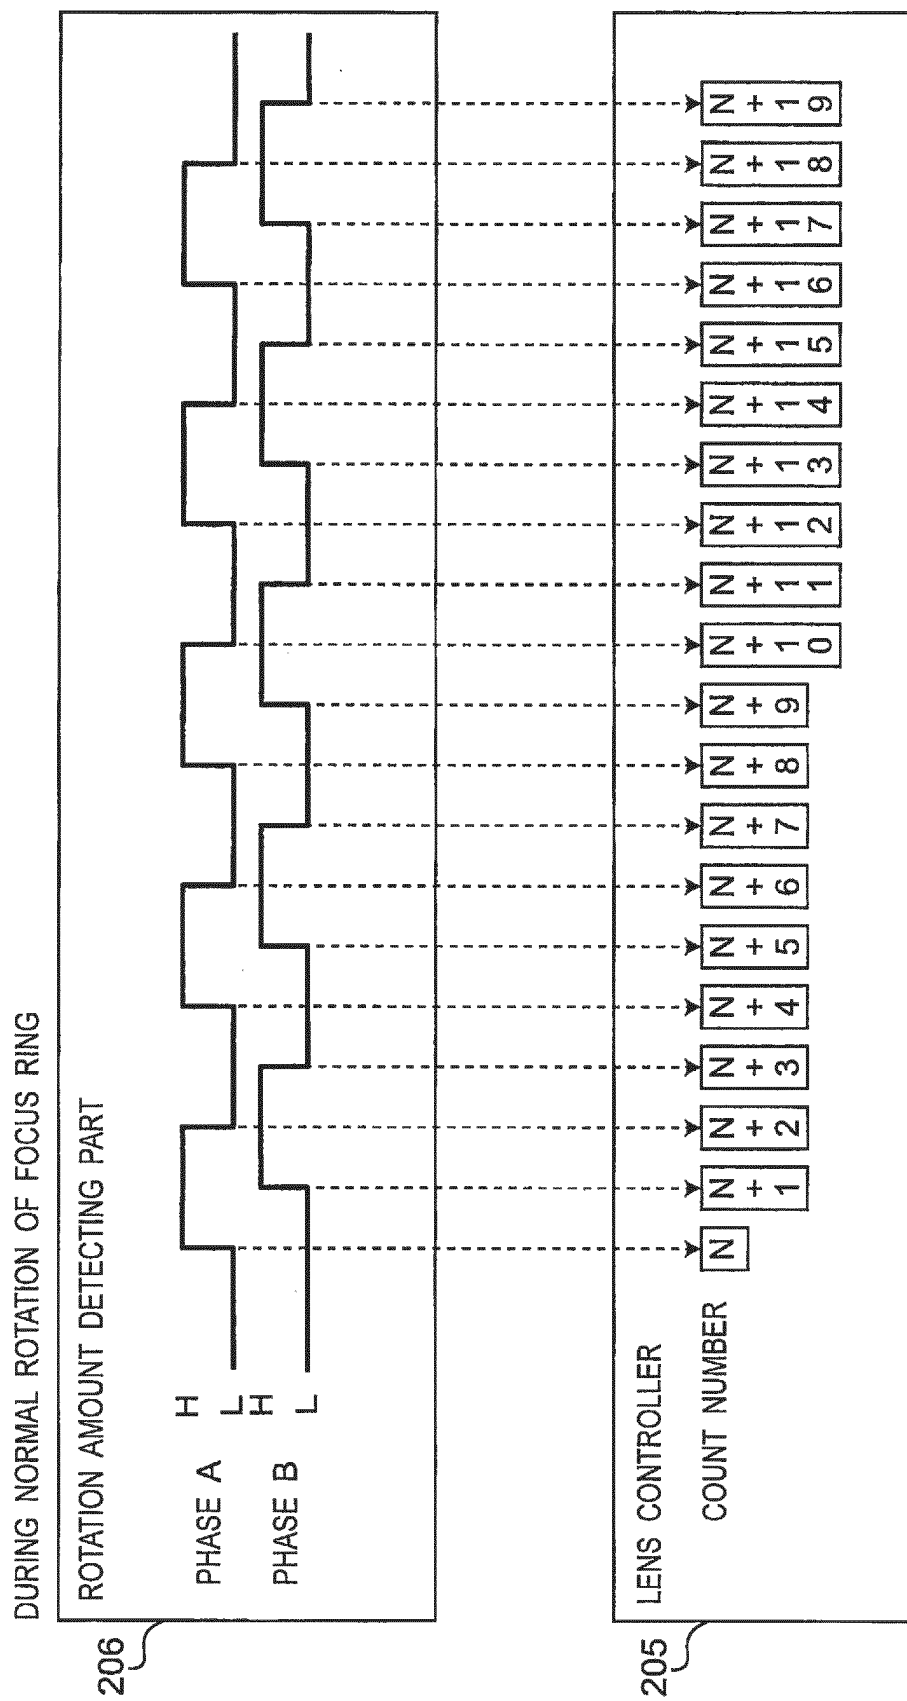 DURING NORMAL ROTATION OF FOCUS RING
206
ROTATION AMOUNT DETECTING PART
PHASE A
H
L
PHASE B
H
L
205
LENS CONTROLLER
COUNT NUMBER
N
N+1
N+2
N+3
N+4
N+5
N+6
N+7
N+8
N+9
N+10
N+11
N+12
N+13
N+14
N+15
N+16
N+17
N+18
N+19